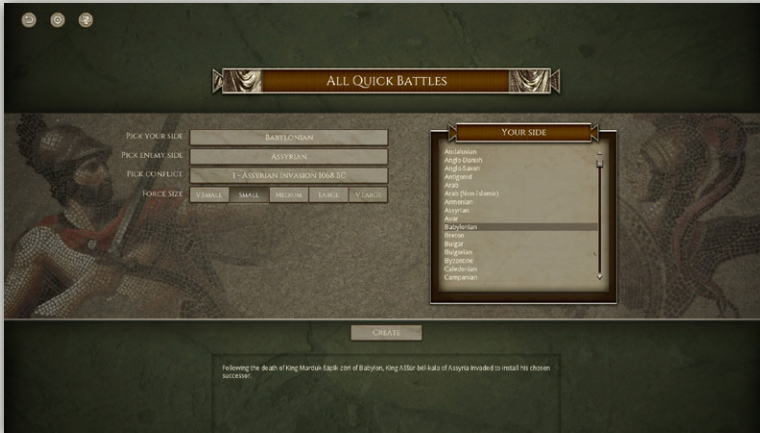 ALL QUICK BATTLES
PICK YOUR SIDE
BABYLONIAN
PICK ENEMY SIDE
ASSYRIAN
PICK CONFLICT
1 - ASSYRIAN INVASION 1068 BC
FORCE SIZE
V.SMALL
SMALL
MEDIUM
LARGE
V.LARGE
YOUR SIDE
Andalusian
Anglo-Danish
Anglo-Saxon
Antigonid
Arab
Arab (Non-Islamic)
Armenian
Assyrian
Avar
Babylonian
Breton
Bulgar
Bulgarian
Byzantine
Caledonian
Campanian
CREATE
Following the death of King Marduk šapik zēri of Babylon, King Aššur-bel-kala of Assyria invaded to install his chosen
successor.